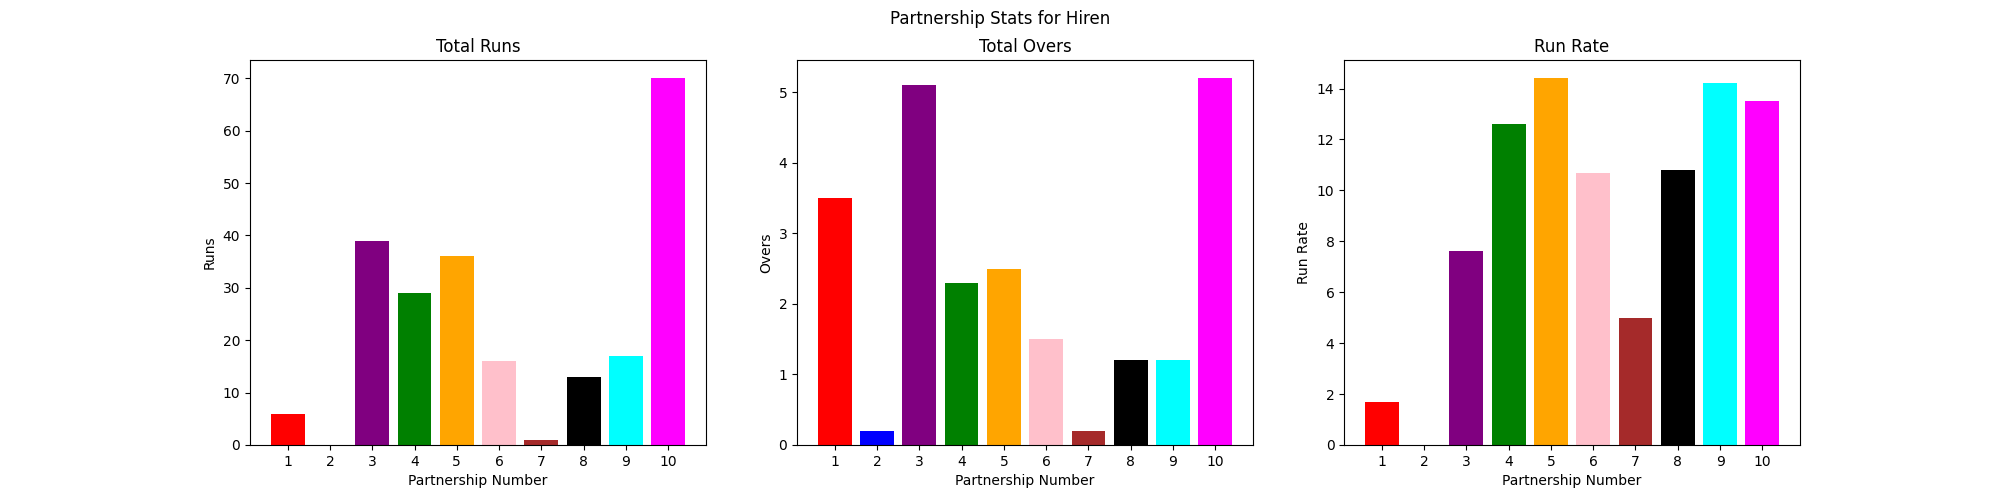 Partnership Stats for Hiren
Total Runs
Runs
70
60
50
40
30
20
10
0
1 2 3 4 5 6 7 8 9 10
Partnership Number
Total Overs
Overs
5
4
3
2
1
0
1 2 3 4 5 6 7 8 9 10
Partnership Number
Run Rate
Run Rate
14
12
10
8
6
4
2
0
1 2 3 4 5 6 7 8 9 10
Partnership Number